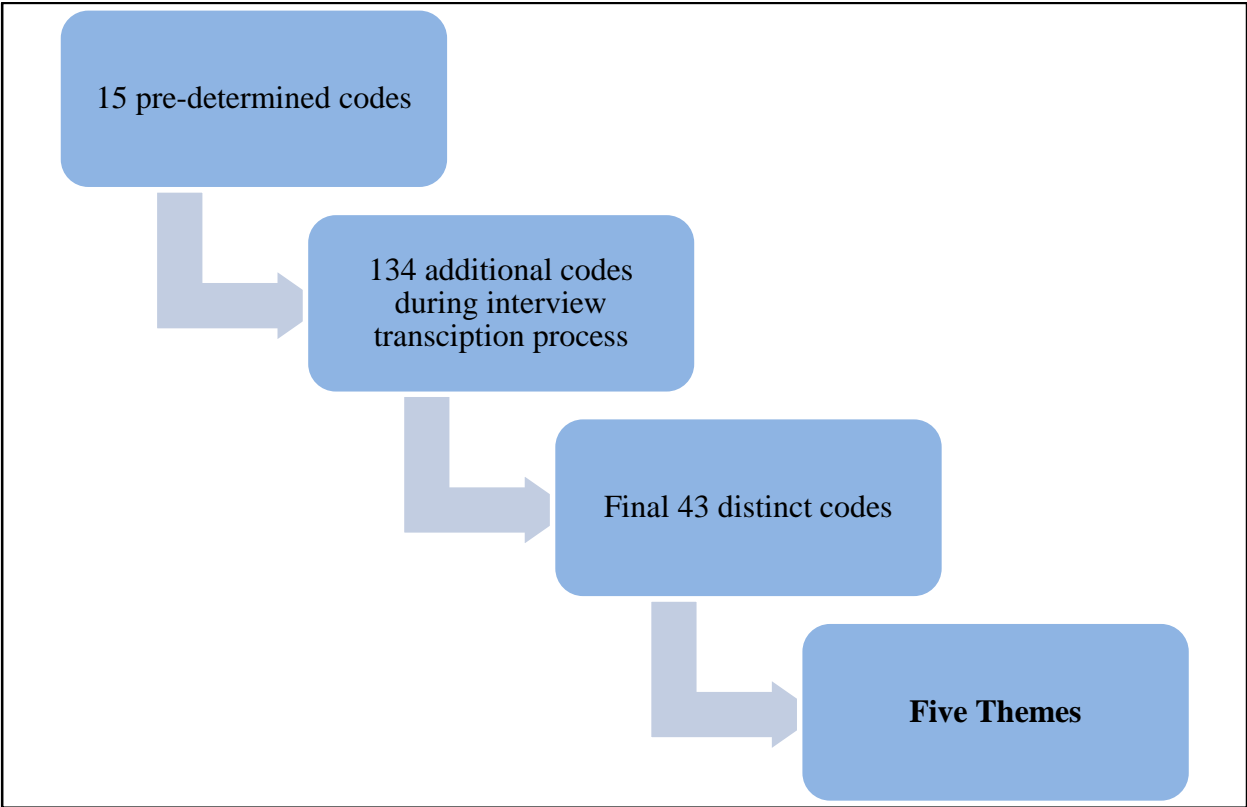 15 pre-determined codes
134 additional codes
during interview
transciption process
Final 43 distinct codes
Five Themes